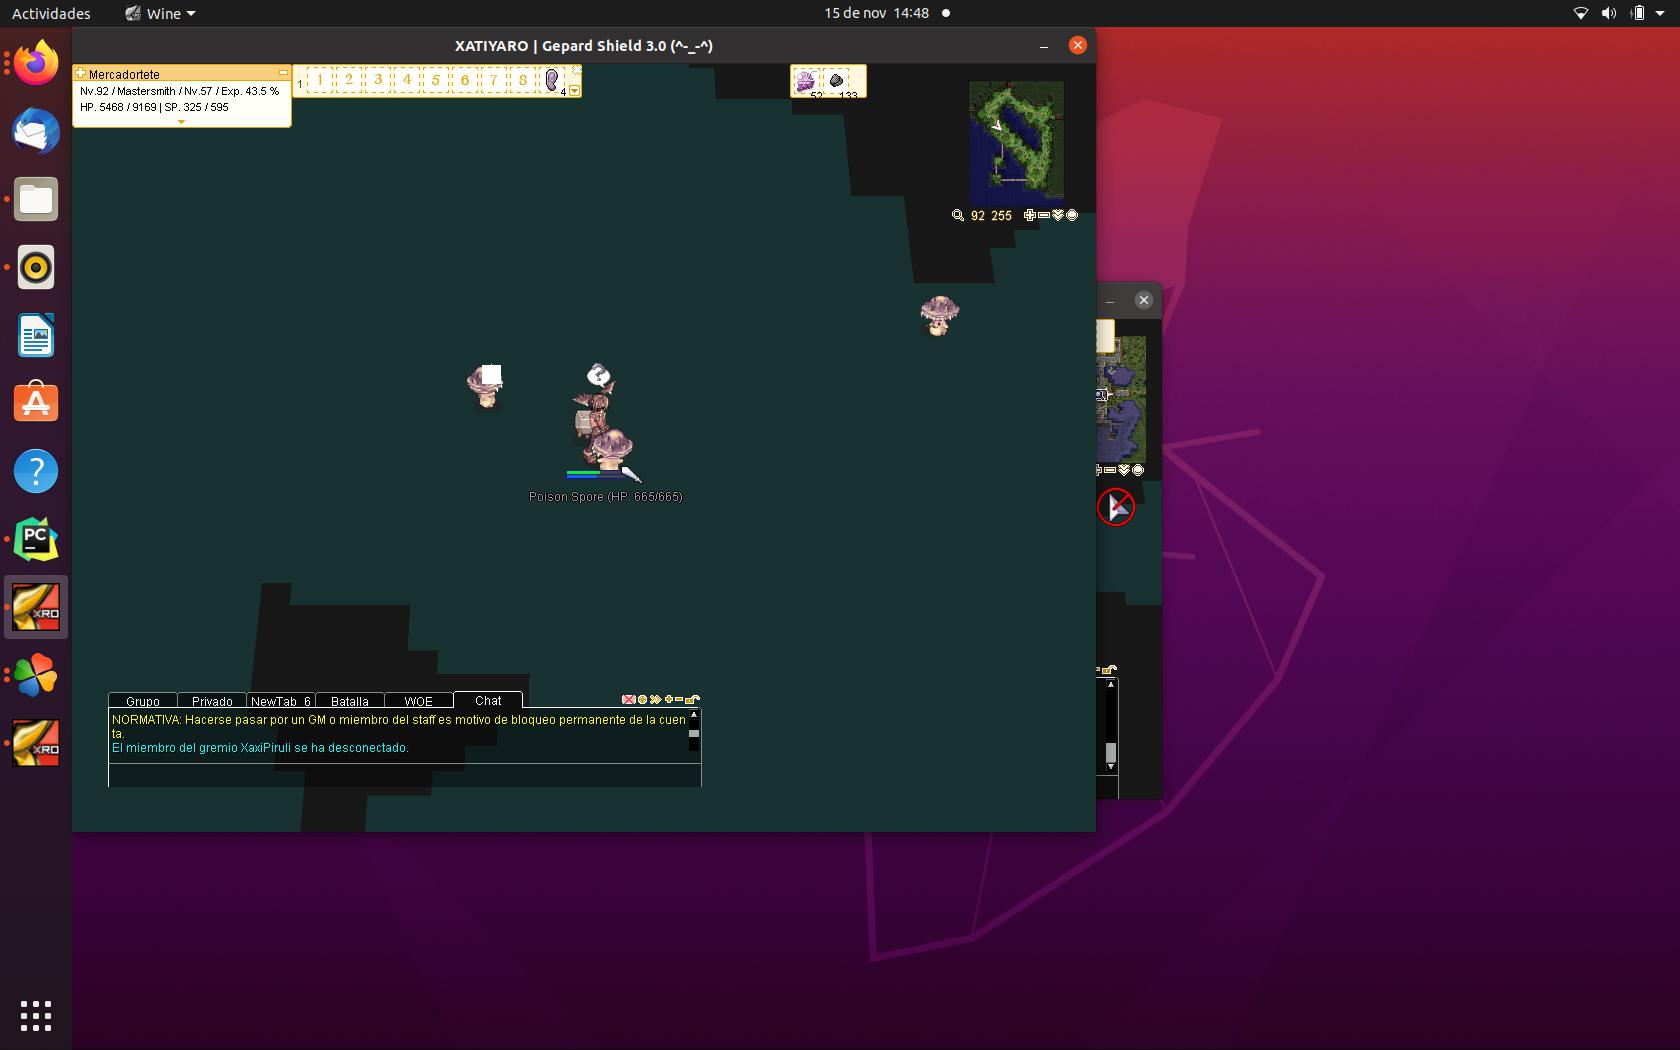 Actividades
Wine
15 de nov 14:48
XATIYARO | Gepard Shield 3.0 (^-_-^)
Mercadortete
Nv.92 / Mastersmith / Nv.57 / Exp. 43.5 %
HP. 5468 / 9169 | SP. 325 / 595
1
1 2 3 4 5 6 7 8
4
52 133
92 255
?
Poison Spore (HP: 665/665)
Grupo Privado NewTab_6 Batalla WOE Chat
NORMATIVA: Hacerse pasar por un GM o miembro del staff es motivo de bloqueo permanente de la cuen
ta.
El miembro del gremio XaxiPiruli se ha desconectado.
A
?
PC
XRO
XRO